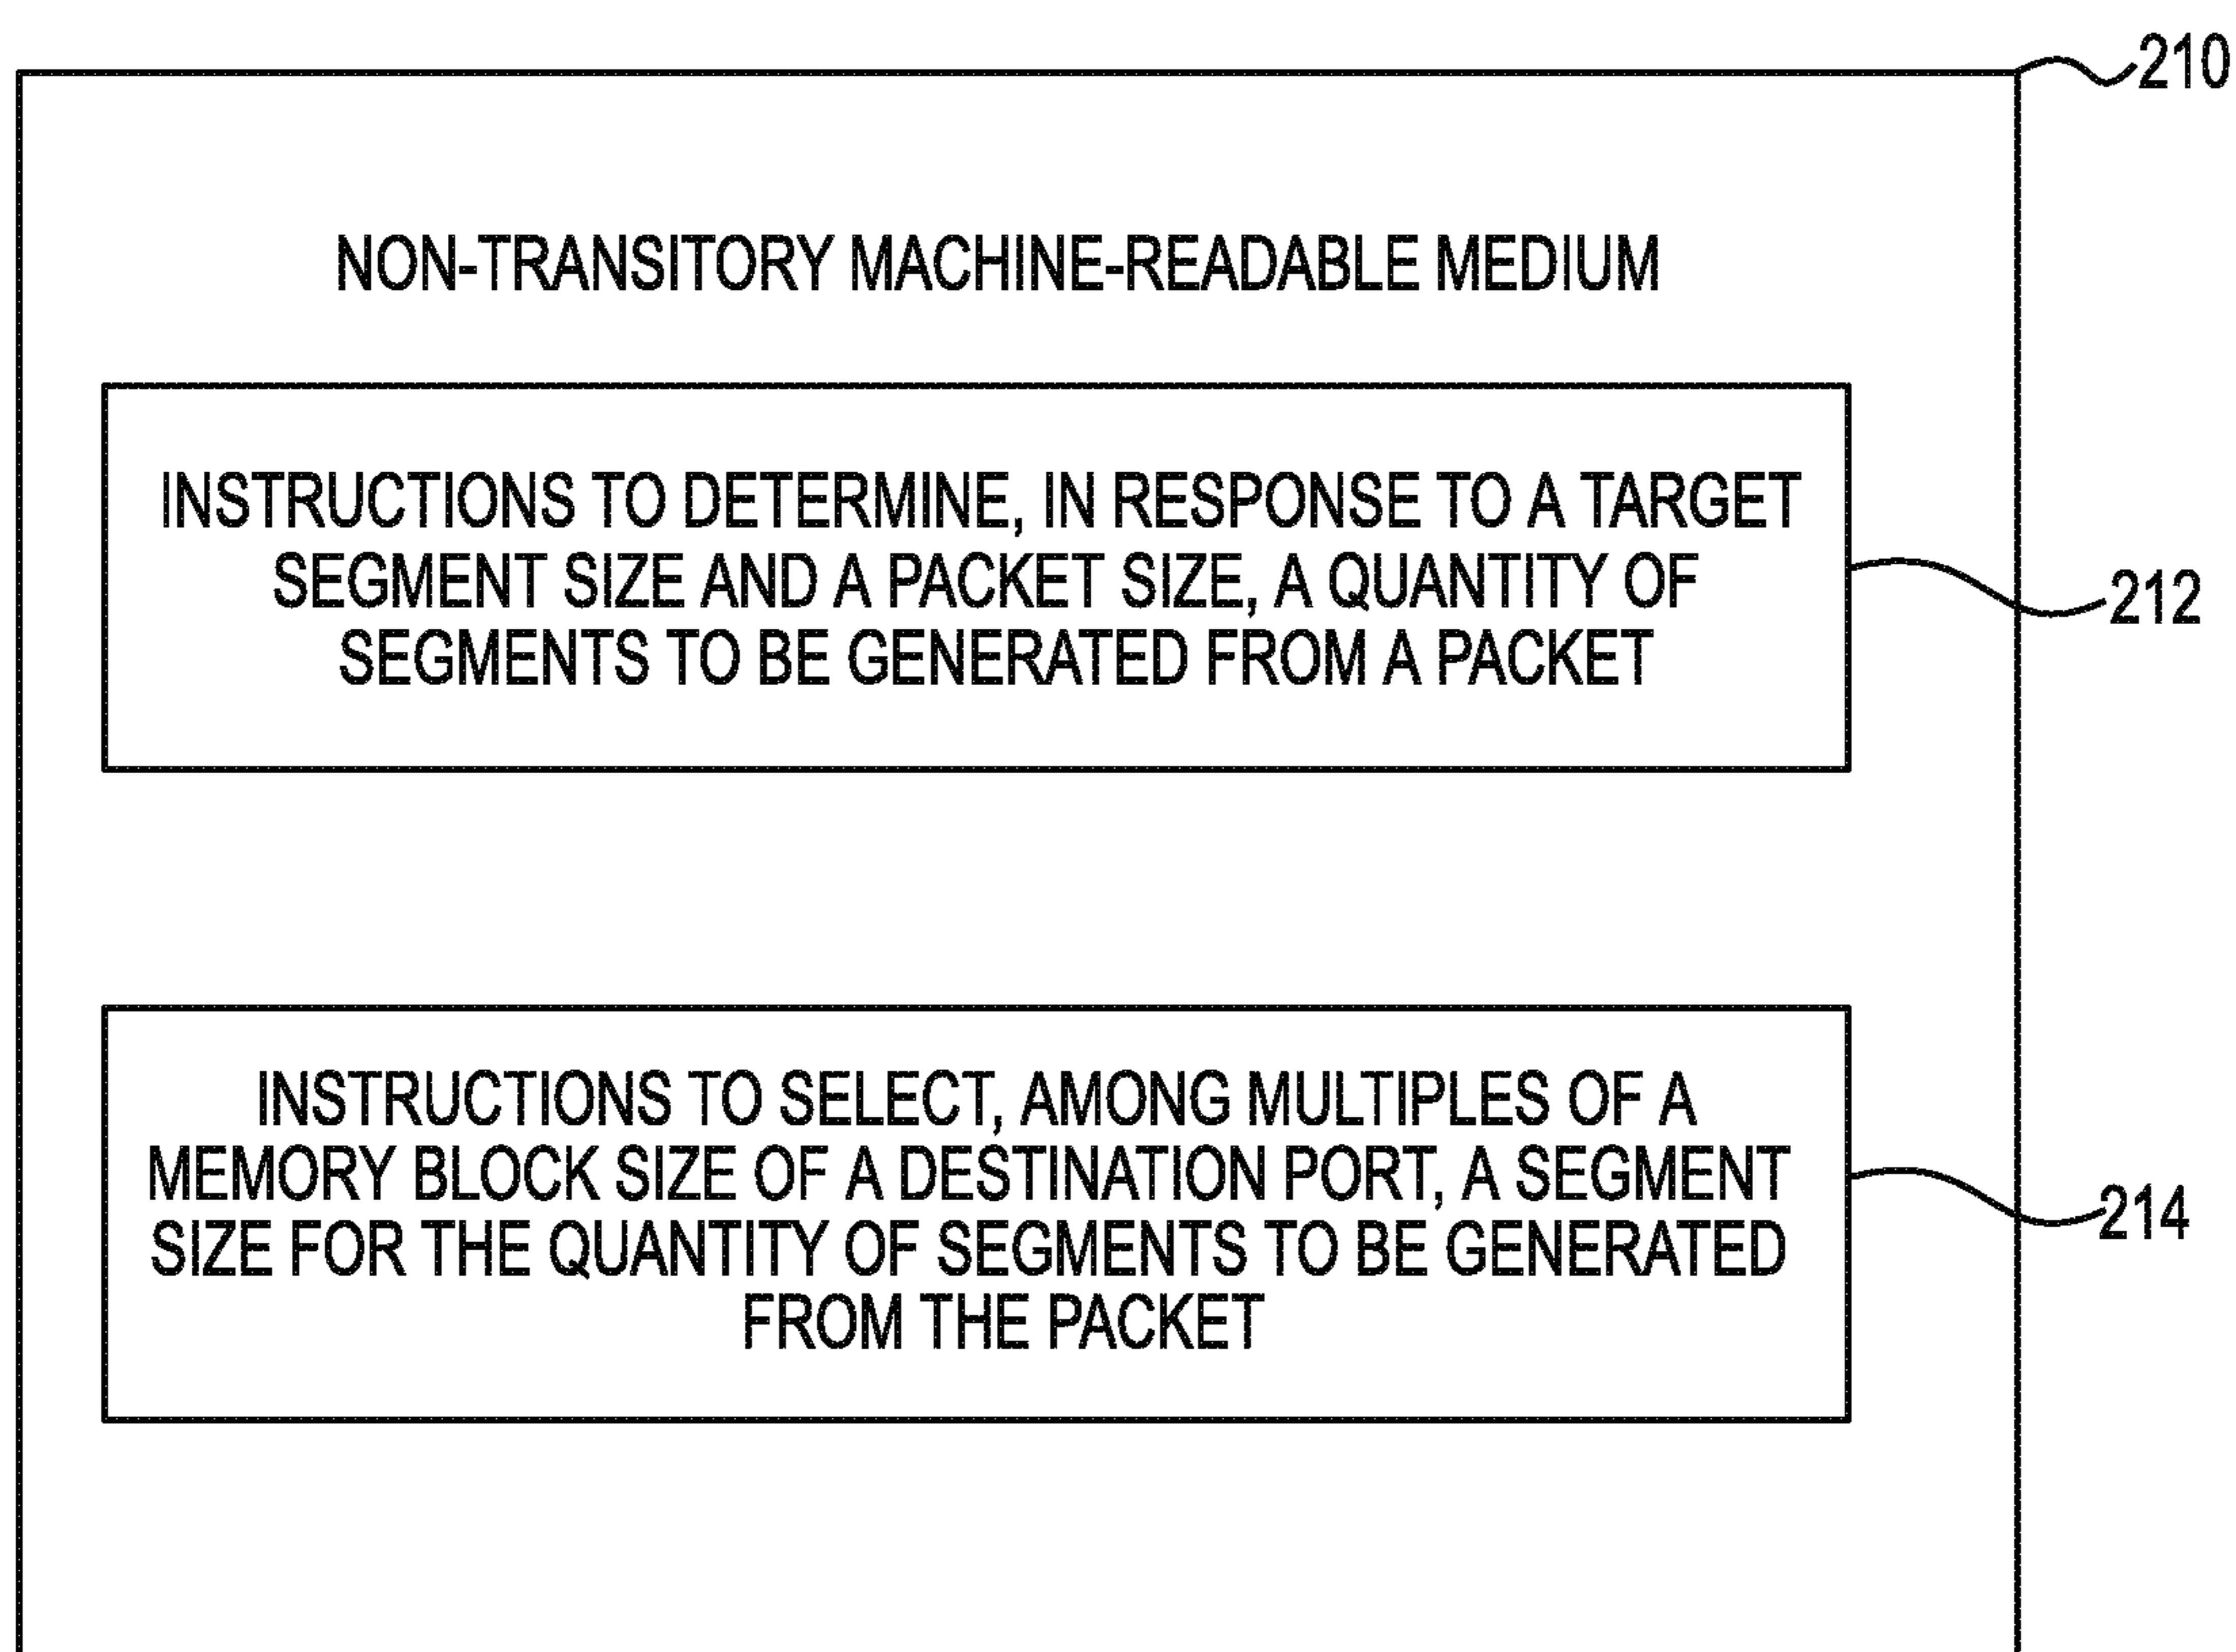 210
NON-TRANSITORY MACHINE-READABLE MEDIUM
INSTRUCTIONS TO DETERMINE, IN RESPONSE TO A TARGET
SEGMENT SIZE AND A PACKET SIZE, A QUANTITY OF
SEGMENTS TO BE GENERATED FROM A PACKET
212
INSTRUCTIONS TO SELECT, AMONG MULTIPLES OF A
MEMORY BLOCK SIZE OF A DESTINATION PORT, A SEGMENT
SIZE FOR THE QUANTITY OF SEGMENTS TO BE GENERATED
FROM THE PACKET
214